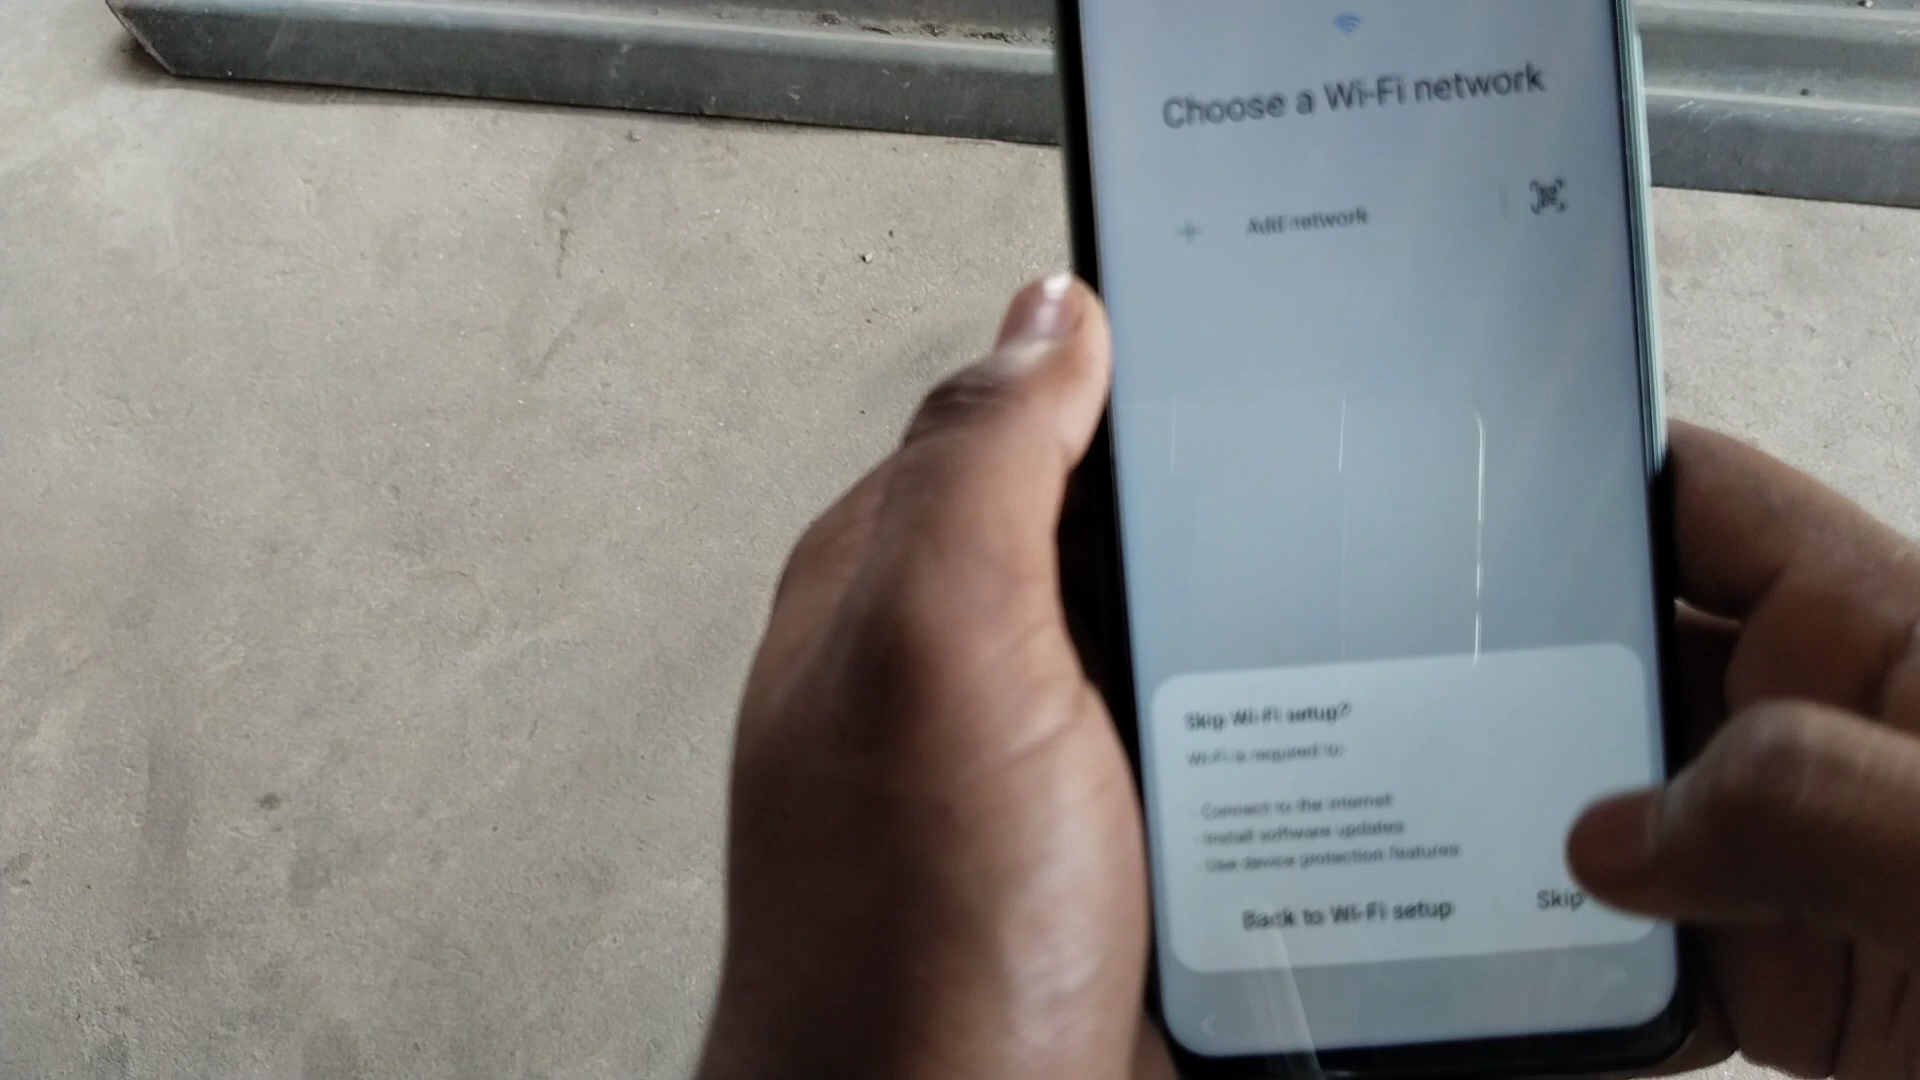 Choose a Wi-Fi network
Add network
Skip Wi-Fi setup?
Wi-Fi is required to:
- Connect to the internet
- Install software updates
- Use device protection features
Back to Wi-Fi setup
Skip